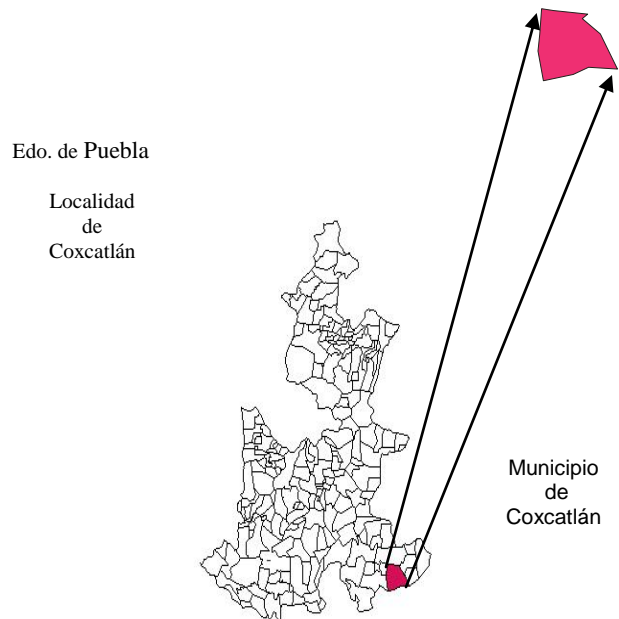 Edo. de Puebla
Localidad
de
Coxcatlán
Municipio
de
Coxcatlán